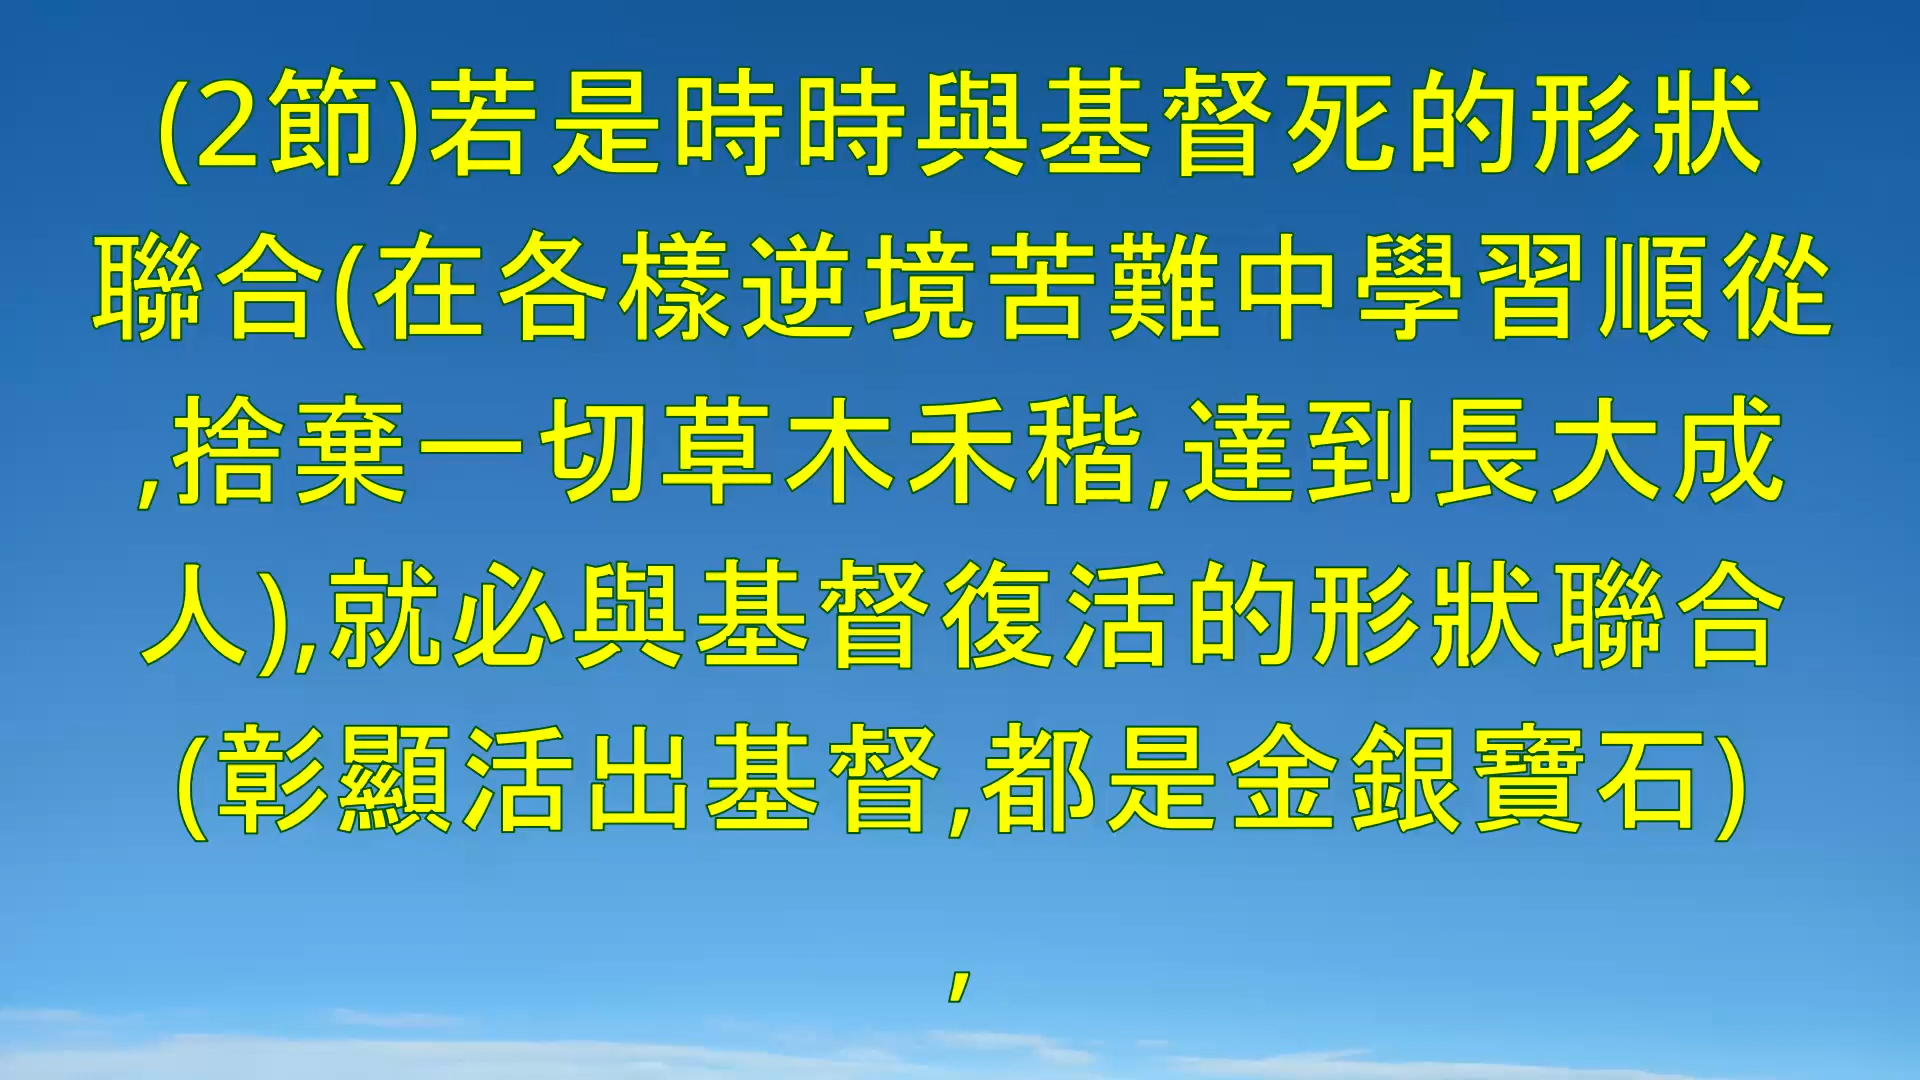 (2節)若是時時與基督死的形狀
聯合(在各樣逆境苦難中學習順從
,捨棄一切草木禾稭,達到長大成
人),就必與基督復活的形狀聯合
(彰顯活出基督,都是金銀寶石)
,